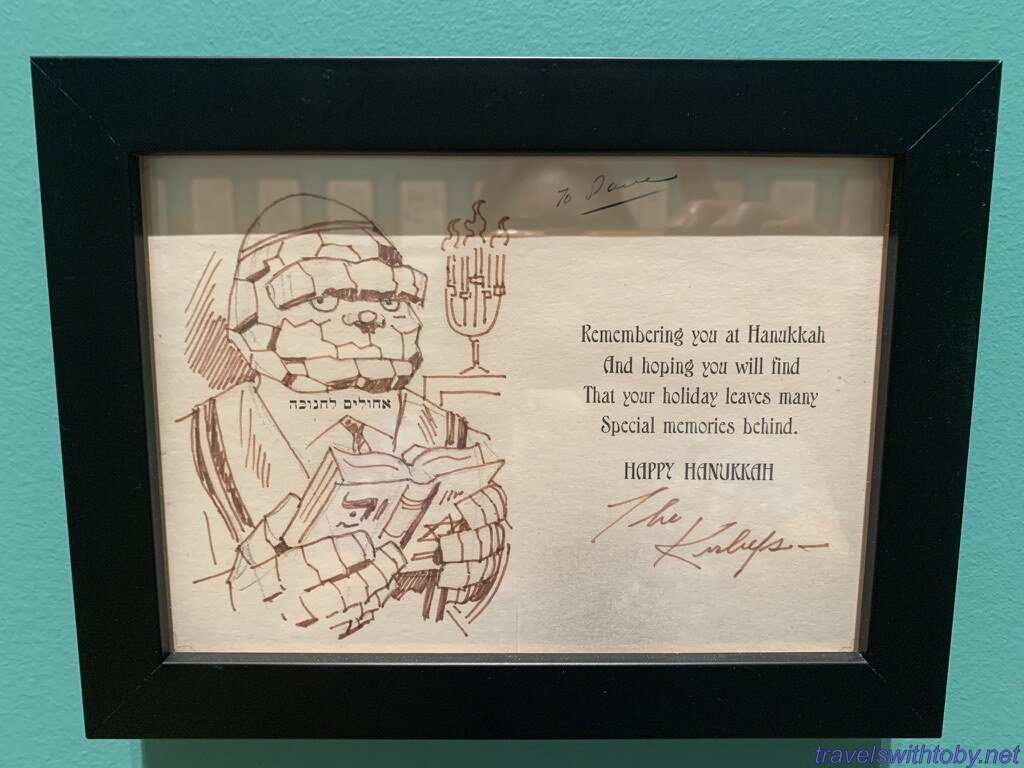 To Dave
אחולים לחנוכה
Remembering you at Hanukkah
And hoping you will find
That your holiday leaves many
Special memories behind.
HAPPY HANUKKAH
The Kirbys
travelswithtoby.net